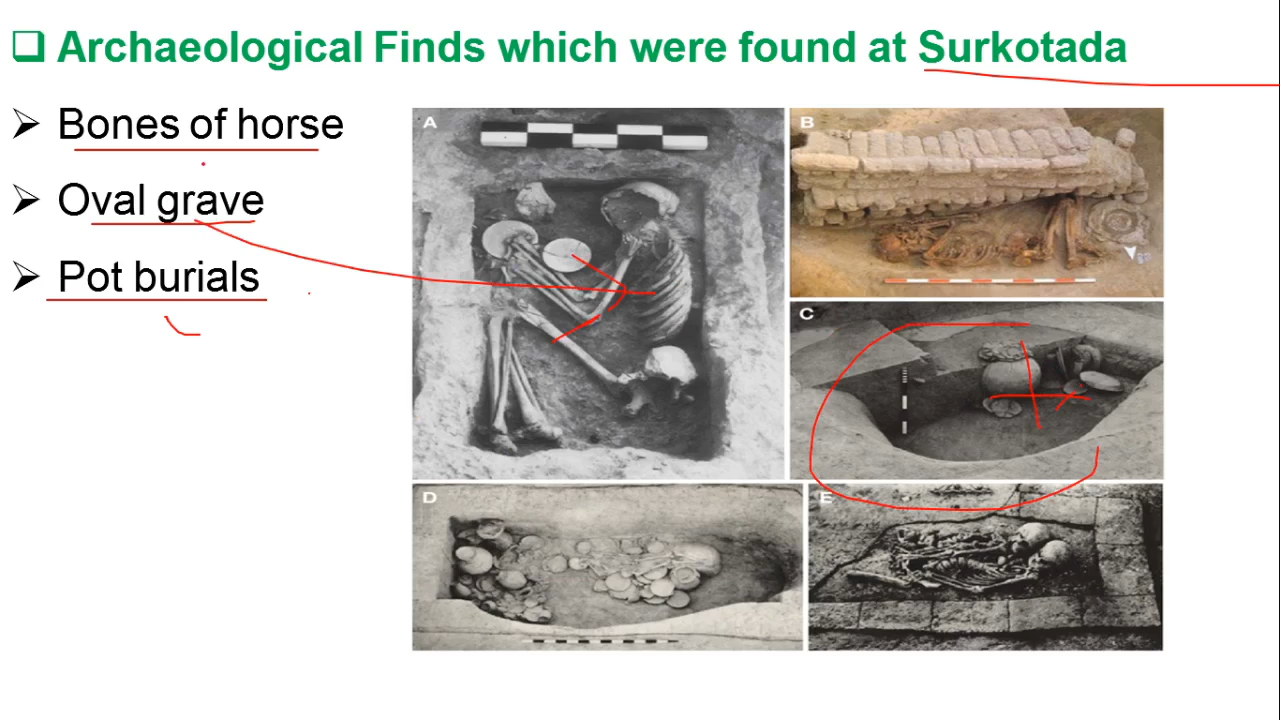 Archaeological Finds which were found at Surkotada
Bones of horse
Oval grave
Pot burials
A
B
C
D
E